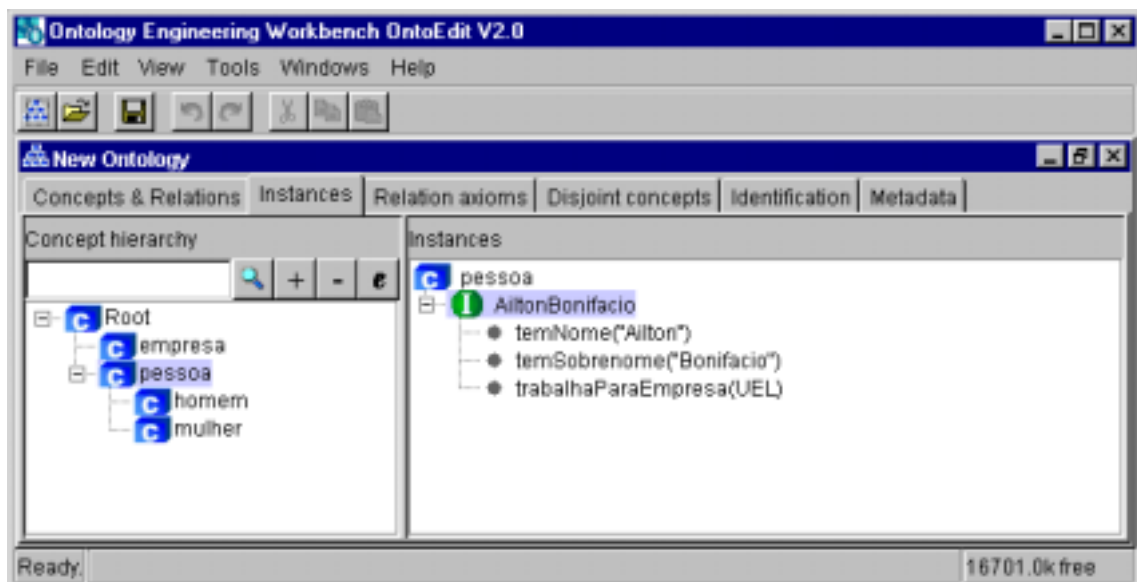 Ontology Engineering Workbench OntoEdit V2.0
File Edit View Tools Windows Help
New Ontology
Concepts & Relations Instances Relation axioms Disjoint concepts Identification Metadata
Concept hierarchy
+ - e
C Root
C empresa
C pessoa
C homem
C mulher
Instances
C pessoa
I AiltonBonifacio
temNome("Ailton")
temSobrenome("Bonifacio")
trabalhaParaEmpresa(UEL)
Ready. 16701.0k free